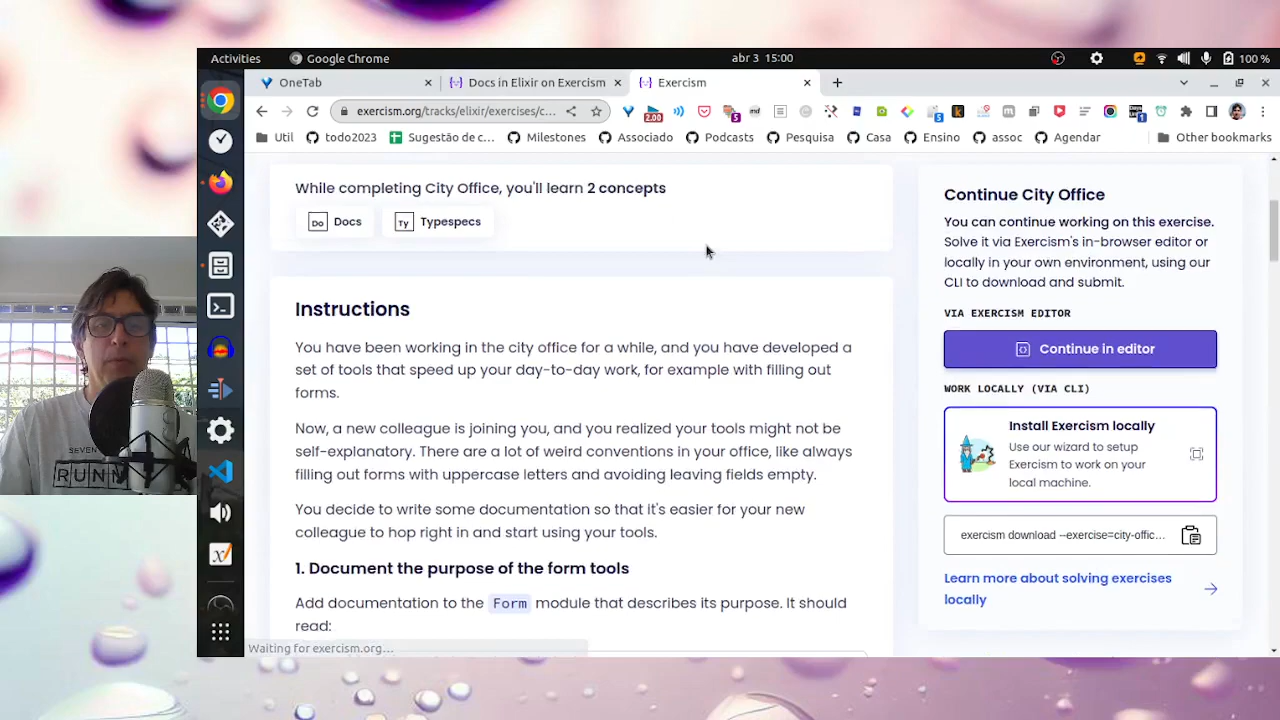 Activities
Google Chrome
abr 3 15:00
100 %
OneTab
Docs in Elixir on Exercism
Exercism
exercism.org/tracks/elixir/exercises/c...
2.00
5
md
5
1
Util
todo2023
Sugestão de c...
Milestones
Associado
Podcasts
Pesquisa
Casa
Ensino
assoc
Agendar
Other bookmarks
While completing City Office, you'll learn 2 concepts
Do Docs
Ty Typespecs
Instructions
You have been working in the city office for a while, and you have developed a
set of tools that speed up your day-to-day work, for example with filling out
forms.
Now, a new colleague is joining you, and you realized your tools might not be
self-explanatory. There are a lot of weird conventions in your office, like always
filling out forms with uppercase letters and avoiding leaving fields empty.
You decide to write some documentation so that it's easier for your new
colleague to hop right in and start using your tools.
1. Document the purpose of the form tools
Add documentation to the Form module that describes its purpose. It should
read:
Waiting for exercism.org...
Continue City Office
You can continue working on this exercise.
Solve it via Exercism's in-browser editor or
locally in your own environment, using our
CLI to download and submit.
VIA EXERCISM EDITOR
Continue in editor
WORK LOCALLY (VIA CLI)
Install Exercism locally
Use our wizard to setup
Exercism to work on your
local machine.
exercism download --exercise=city-offic...
Learn more about solving exercises
locally
SEVEN
RUNN